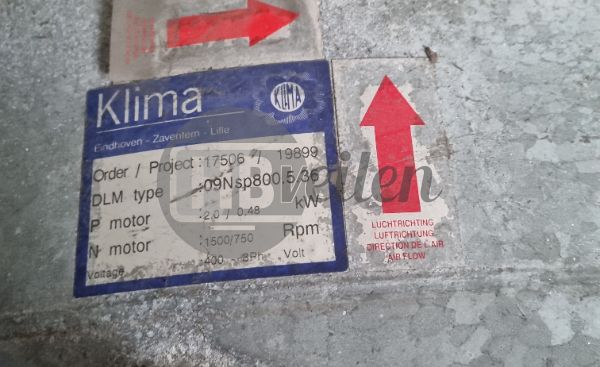 Klima
KLIMA
Eindhoven - Zaventem - Lille
Order / Project :17506 / 19899
DLM type :09Nsp800.5/36
P motor :2,0 / 0.48 kW
N motor :1500/750 Rpm
Voltage :400 - 3Ph Volt
LUCHTRICHTING
LUFTRICHTUNG
DIRECTION DE L'AIR
AIR FLOW
HBveilen